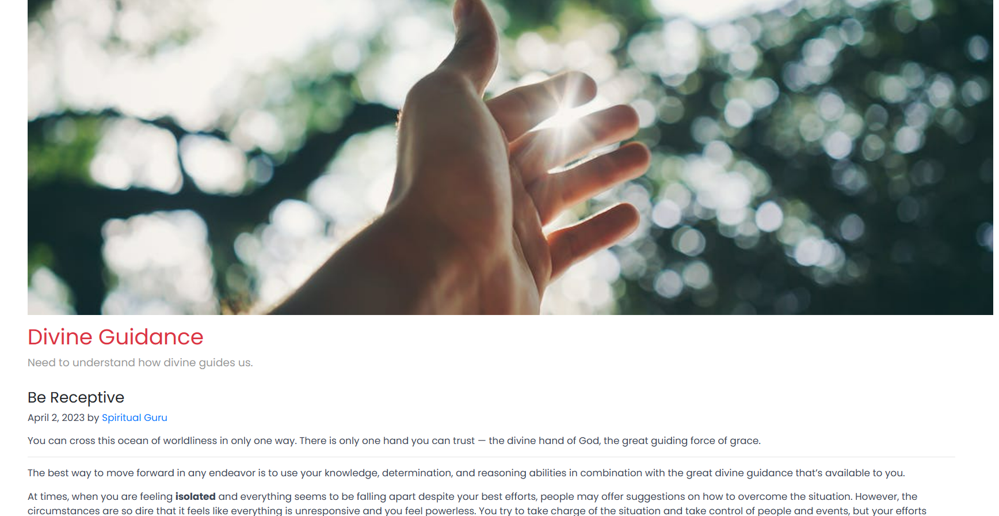 Divine Guidance
Need to understand how divine guides us.
Be Receptive
April 2, 2023 by Spiritual Guru
You can cross this ocean of worldliness in only one way. There is only one hand you can trust — the divine hand of God, the great guiding force of grace.
The best way to move forward in any endeavor is to use your knowledge, determination, and reasoning abilities in combination with the great divine guidance that’s available to you.
At times, when you are feeling isolated and everything seems to be falling apart despite your best efforts, people may offer suggestions on how to overcome the situation. However, the
circumstances are so dire that it feels like everything is unresponsive and you feel powerless. You try to take charge of the situation and take control of people and events, but your efforts